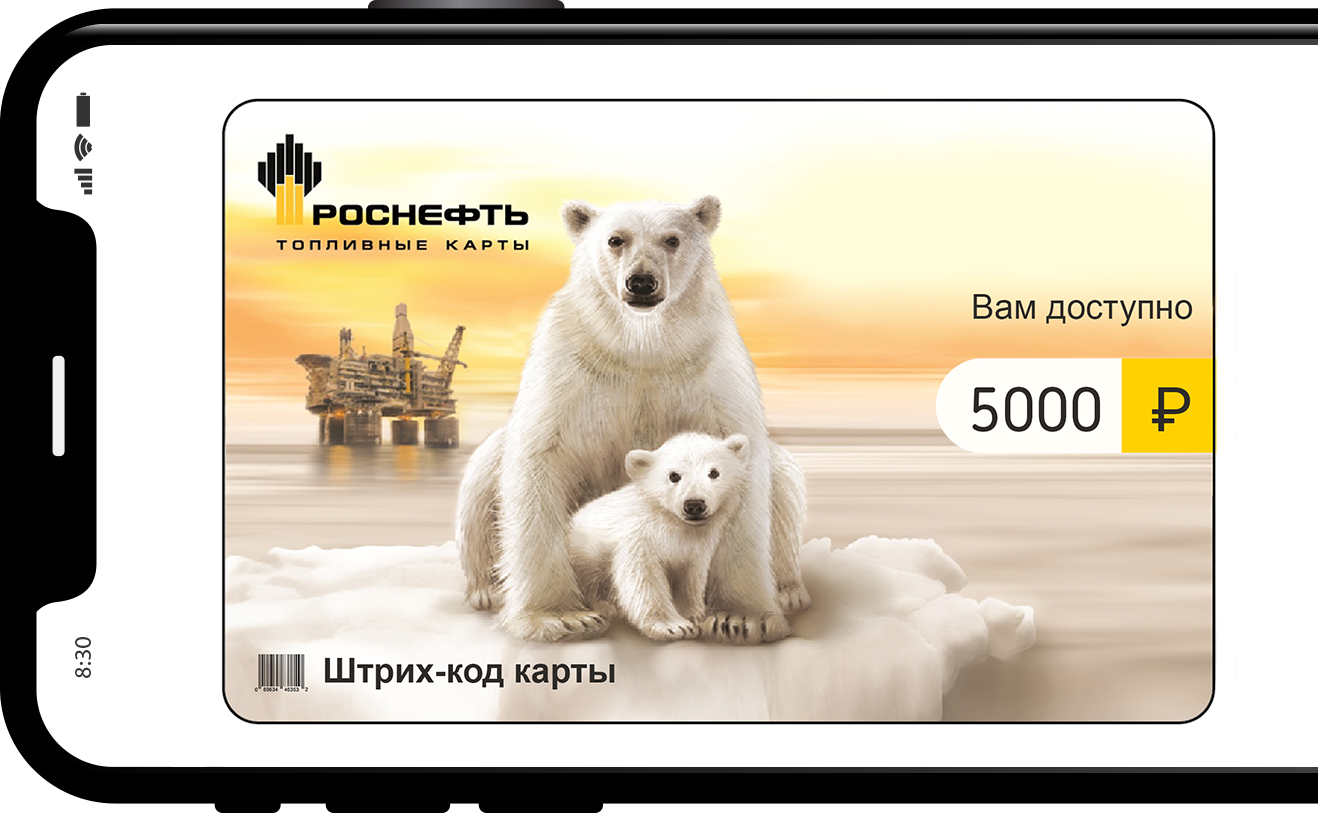 8:30
РОСНЕФТЬ
ТОПЛИВНЫЕ КАРТЫ
Вам доступно
5000 ₽
Штрих-код карты